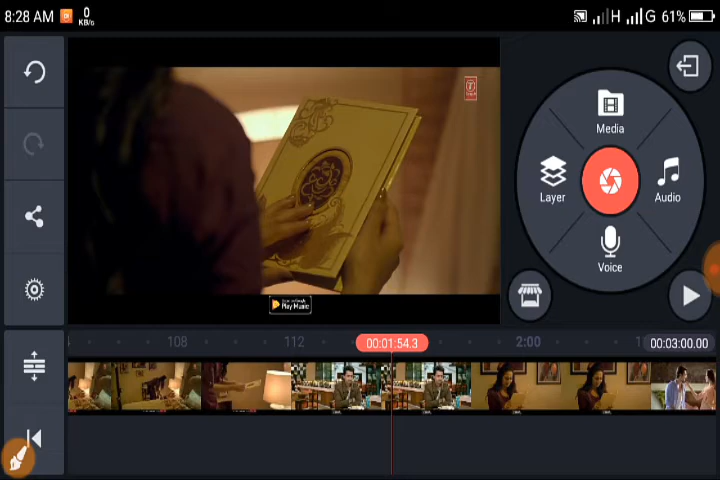 8:28 AM
0
KB/s
H
G
61%
Media
Layer
Audio
Voice
Play Music
108
112
00:01:54.3
2:00
00:03:00.00